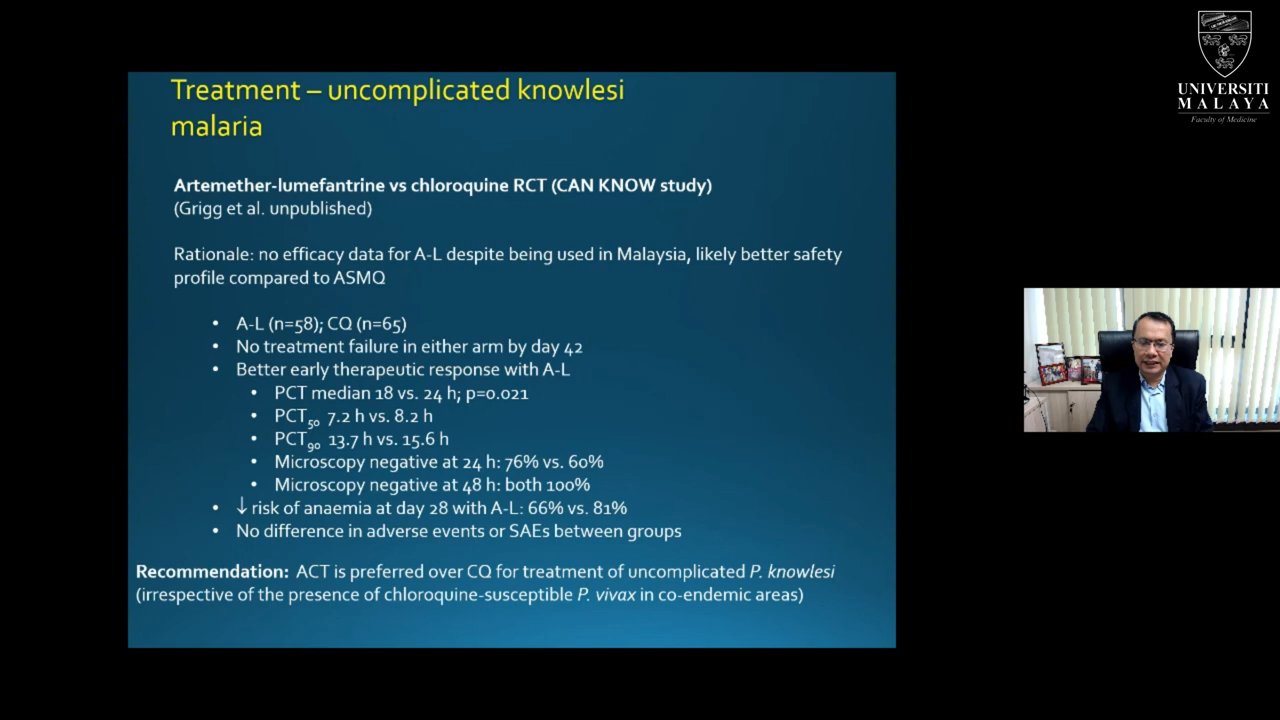 Treatment – uncomplicated knowlesi
malaria
Artemether-lumefantrine vs chloroquine RCT (CAN KNOW study)
(Grigg et al. unpublished)
Rationale: no efficacy data for A-L despite being used in Malaysia, likely better safety
profile compared to ASMQ
• A-L (n=58); CQ (n=65)
• No treatment failure in either arm by day 42
• Better early therapeutic response with A-L
• PCT median 18 vs. 24 h; p=0.021
• PCT50 7.2 h vs. 8.2 h
• PCT90 13.7 h vs. 15.6 h
• Microscopy negative at 24 h: 76% vs. 60%
• Microscopy negative at 48 h: both 100%
• ↓ risk of anaemia at day 28 with A-L: 66% vs. 81%
• No difference in adverse events or SAEs between groups
Recommendation: ACT is preferred over CQ for treatment of uncomplicated P. knowlesi
(irrespective of the presence of chloroquine-susceptible P. vivax in co-endemic areas)
UNIVERSITI
MALAYA
Faculty of Medicine